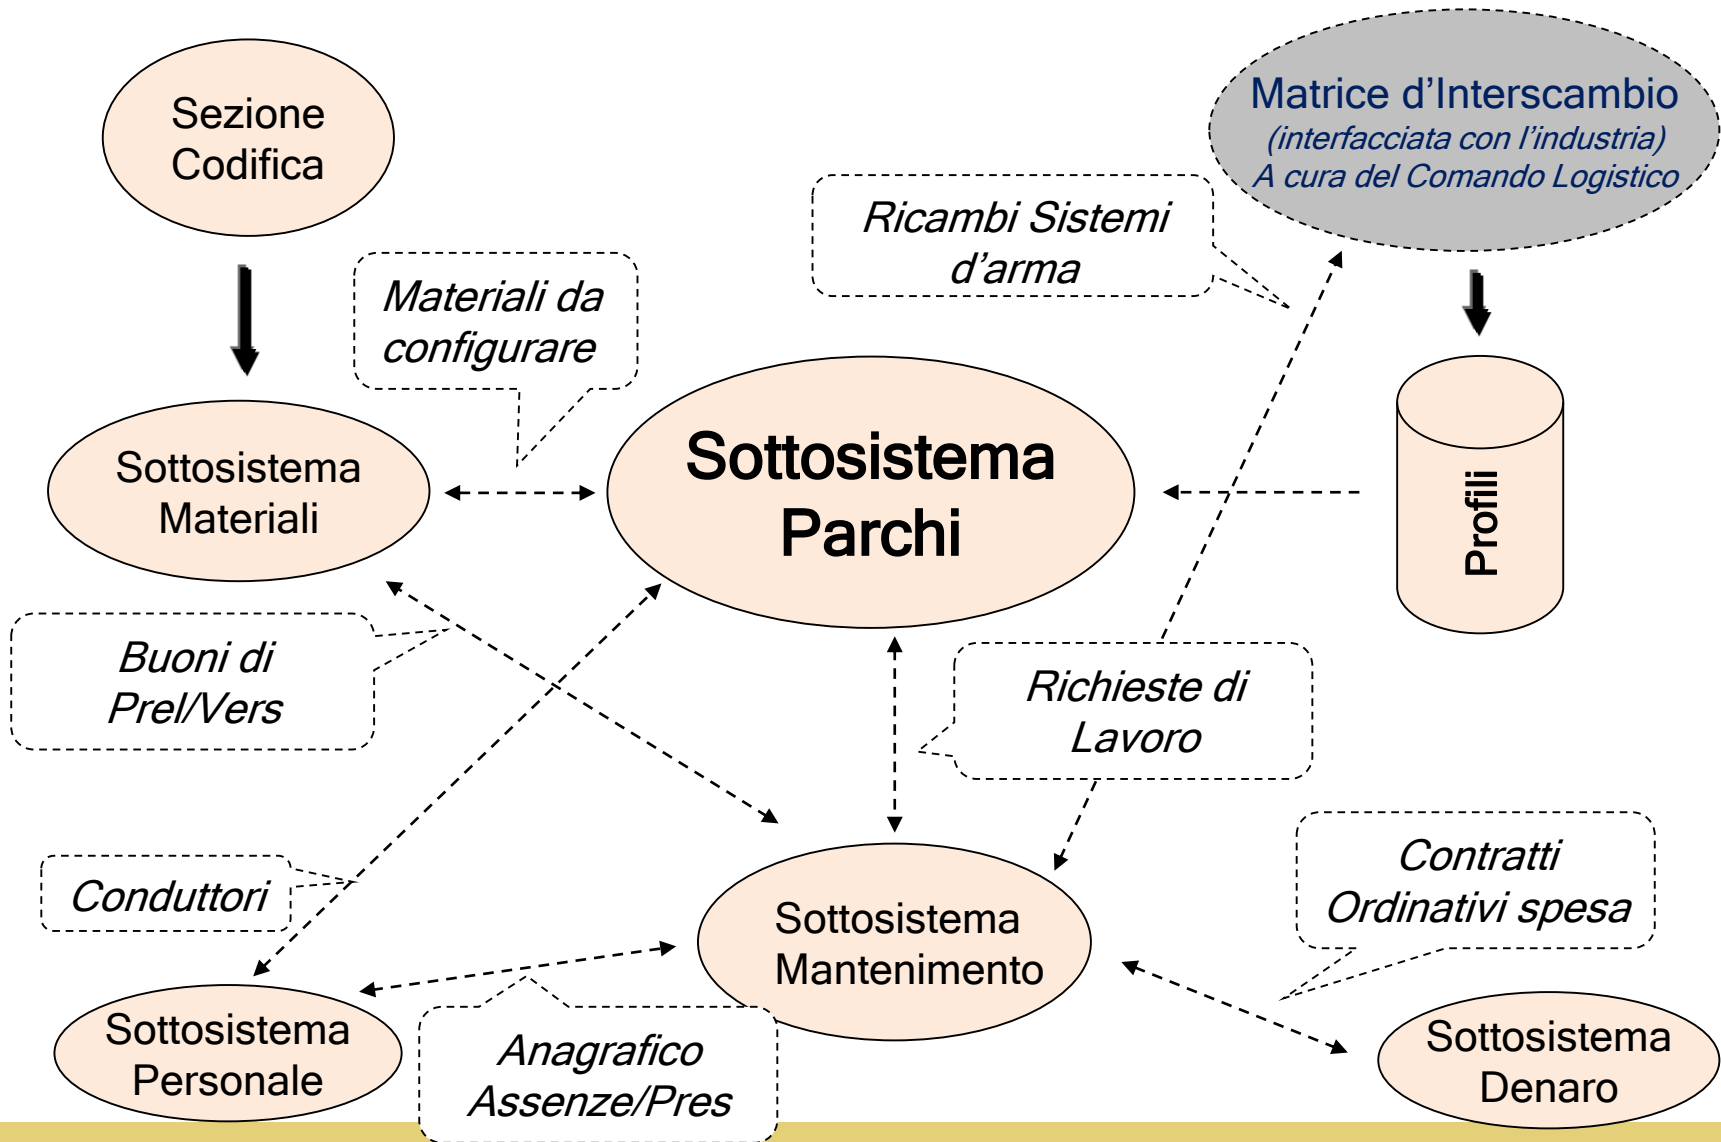 Sezione
Codifica
Matrice d’Interscambio
(interfacciata con l’industria)
A cura del Comando Logistico
Ricambi Sistemi
d’arma
Materiali da
configurare
Sottosistema
Materiali
Sottosistema
Parchi
Profili
Buoni di
Prel/Vers
Richieste di
Lavoro
Conduttori
Sottosistema
Mantenimento
Contratti
Ordinativi spesa
Sottosistema
Personale
Anagrafico
Assenze/Pres
Sottosistema
Denaro